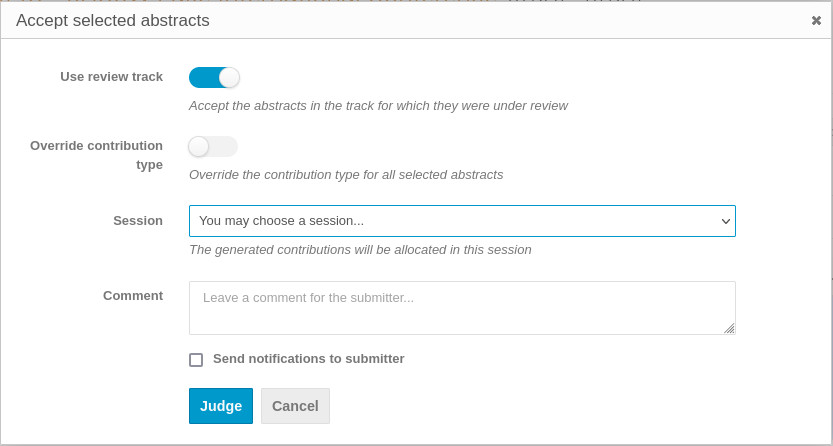 Accept selected abstracts
Use review track
Accept the abstracts in the track for which they were under review
Override contribution
type
Override the contribution type for all selected abstracts
Session
You may choose a session...
The generated contributions will be allocated in this session
Comment
Leave a comment for the submitter...
Send notifications to submitter
Judge
Cancel